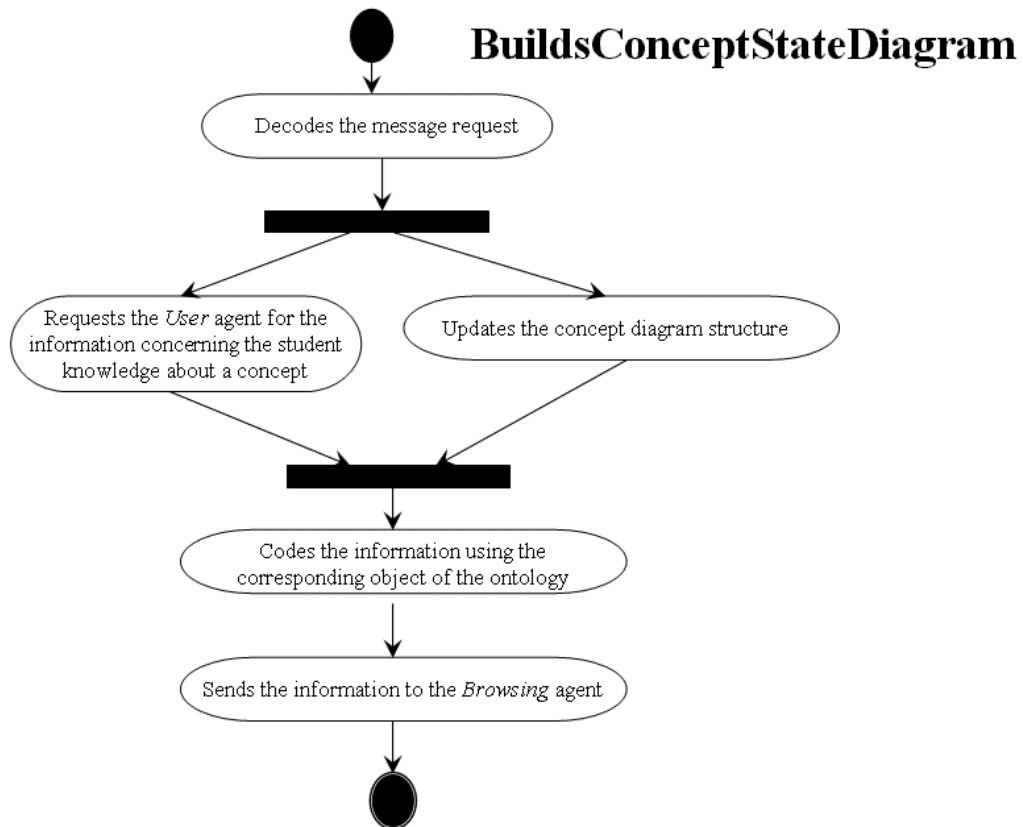 BuildsConceptStateDiagram
Decodes the message request
Requests the User agent for the
information concerning the student
knowledge about a concept
Updates the concept diagram structure
Codes the information using the
corresponding object of the ontology
Sends the information to the Browsing agent